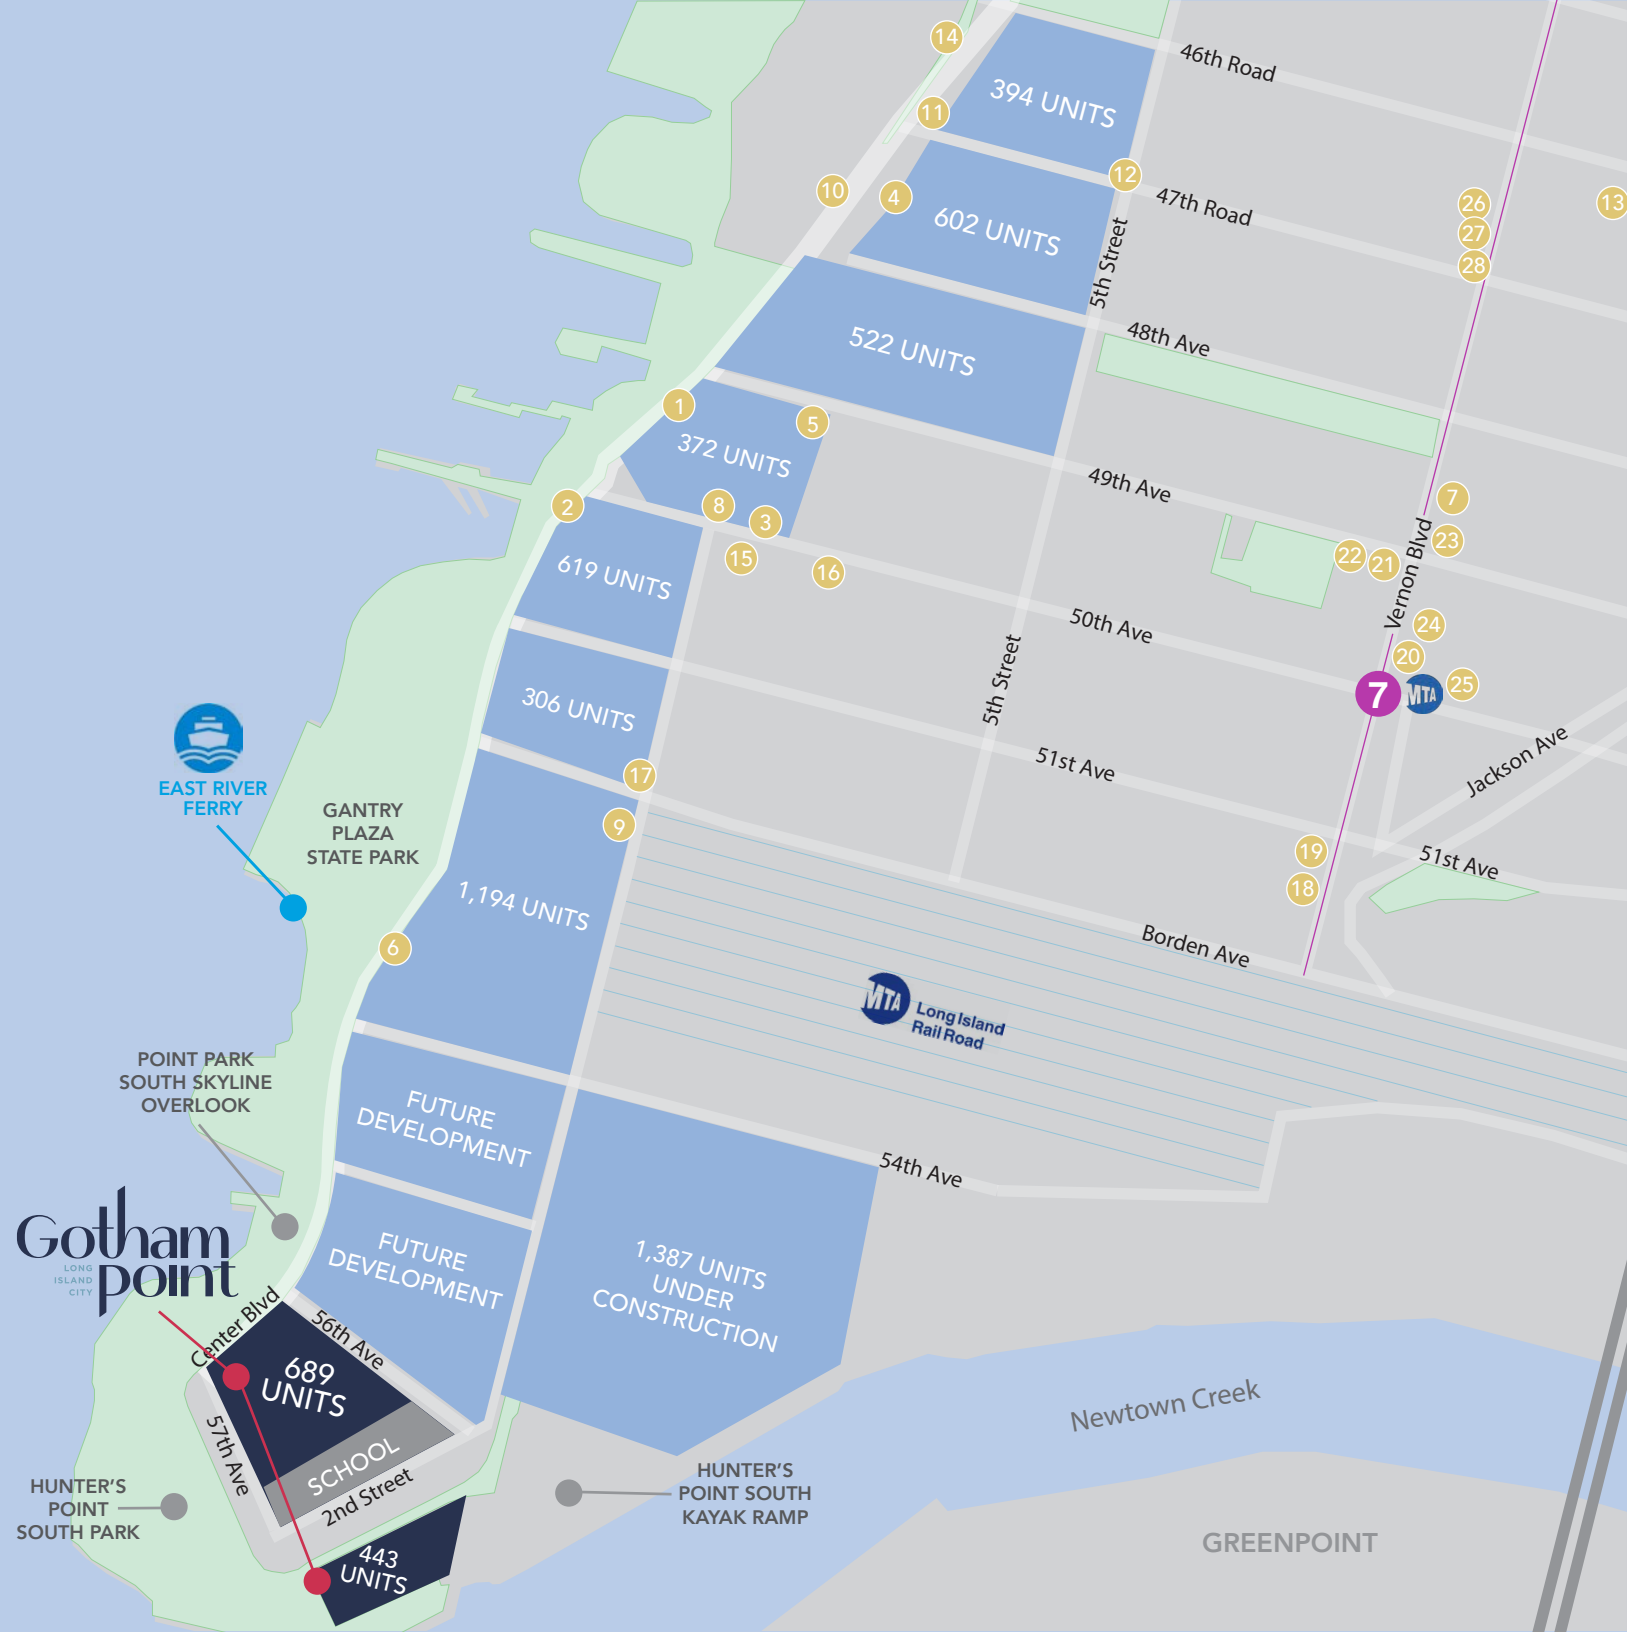 14
46th Road
394 UNITS
11
12
10
4
47th Road
26
13
27
28
602 UNITS
5th Street
48th Ave
522 UNITS
1
5
372 UNITS
49th Ave
7
2
8
3
23
Vernon Blvd
22
21
15
16
619 UNITS
50th Ave
24
20
25
7
MTA
5th Street
306 UNITS
51st Ave
Jackson Ave
EAST RIVER
FERRY
17
9
GANTRY
PLAZA
STATE PARK
19
18
51st Ave
1,194 UNITS
6
Borden Ave
MTA
Long Island
Rail Road
POINT PARK
SOUTH SKYLINE
OVERLOOK
FUTURE
DEVELOPMENT
54th Ave
Gotham
point
LONG
ISLAND
CITY
FUTURE
DEVELOPMENT
1,387 UNITS
UNDER
CONSTRUCTION
Center Blvd
56th Ave
689
UNITS
57th Ave
SCHOOL
2nd Street
Newtown Creek
HUNTER'S
POINT
SOUTH PARK
HUNTER'S
POINT SOUTH
KAYAK RAMP
443
UNITS
GREENPOINT